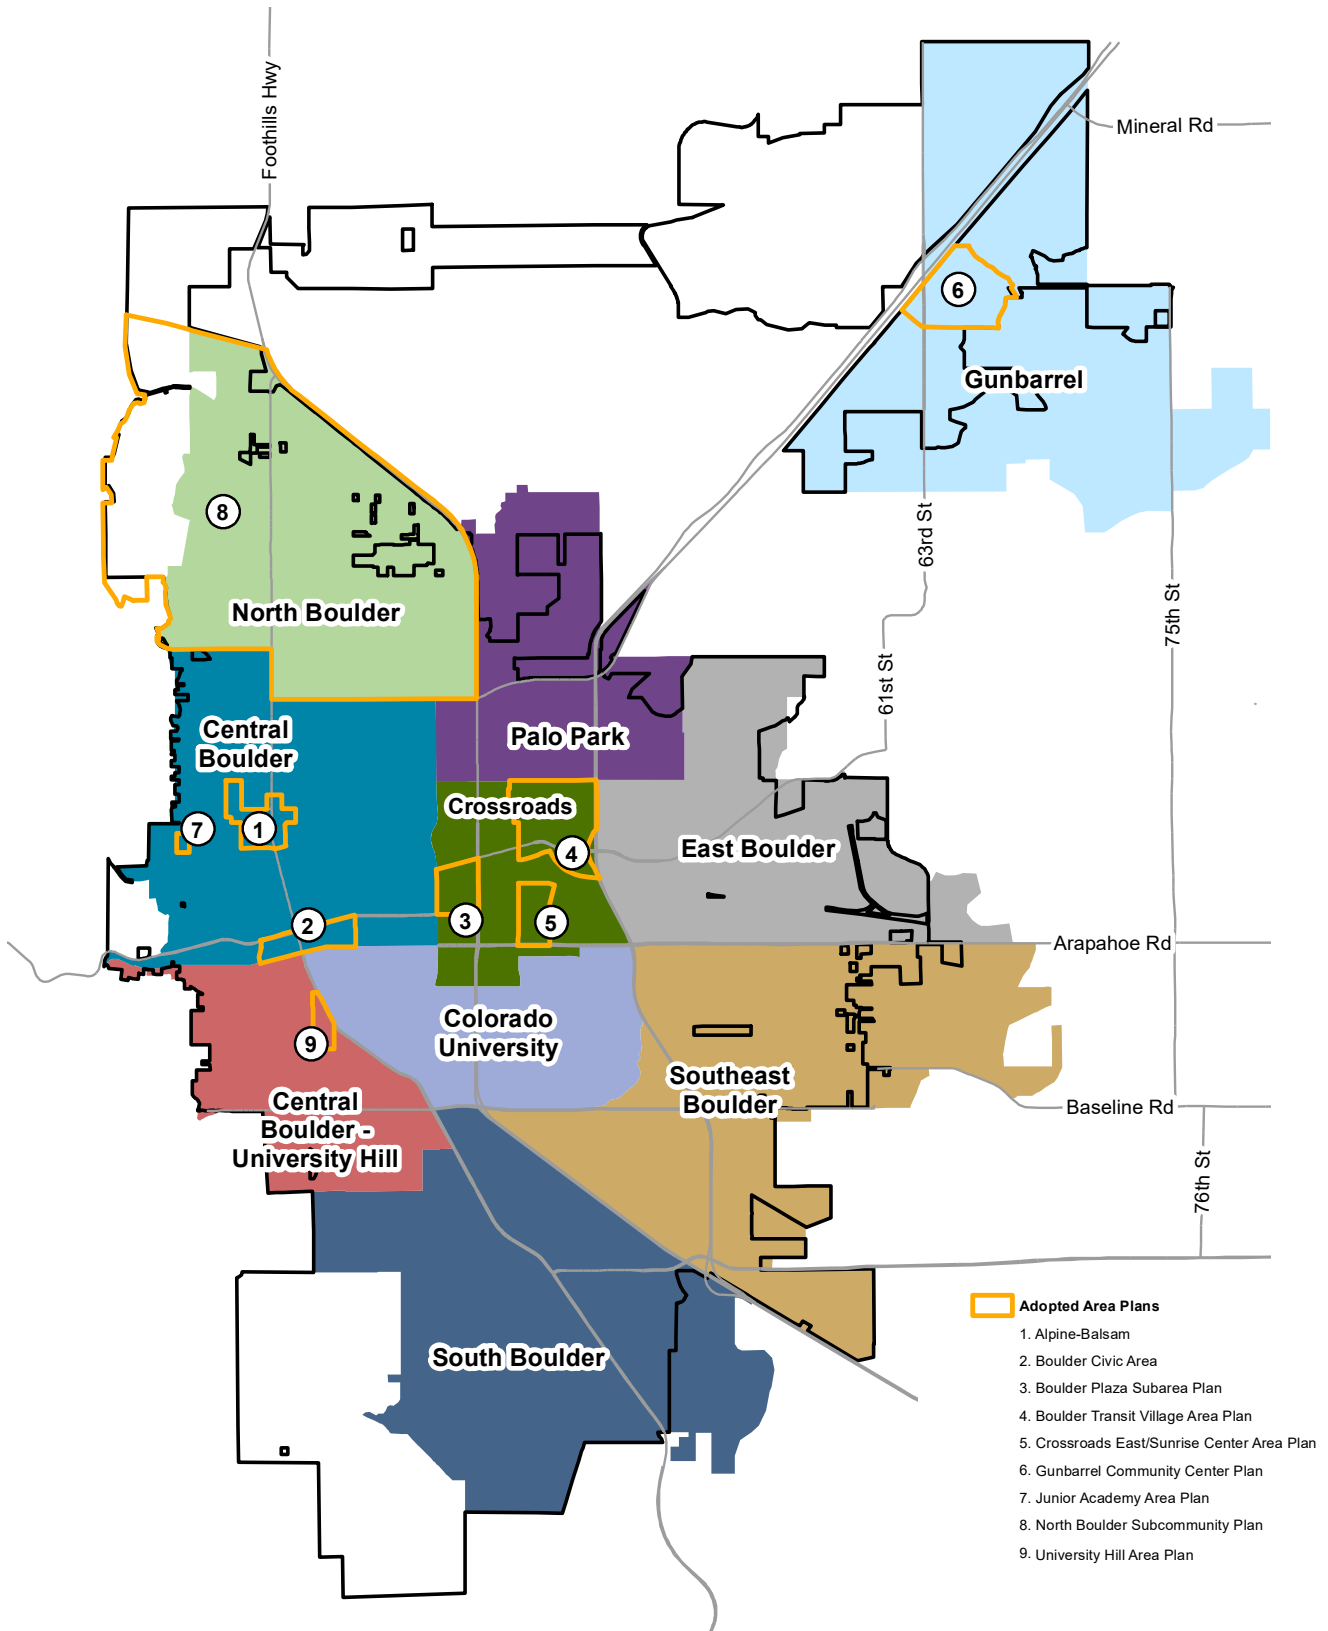 Foothills Hwy
Mineral Rd
6
Gunbarrel
8
63rd St
North Boulder
75th St
61st St
Central
Boulder
Palo Park
Crossroads
7
1
4
East Boulder
2
3
5
Arapahoe Rd
9
Colorado
University
Southeast
Boulder
Central
Boulder -
University Hill
Baseline Rd
76th St
South Boulder
Adopted Area Plans
1. Alpine-Balsam
2. Boulder Civic Area
3. Boulder Plaza Subarea Plan
4. Boulder Transit Village Area Plan
5. Crossroads East/Sunrise Center Area Plan
6. Gunbarrel Community Center Plan
7. Junior Academy Area Plan
8. North Boulder Subcommunity Plan
9. University Hill Area Plan